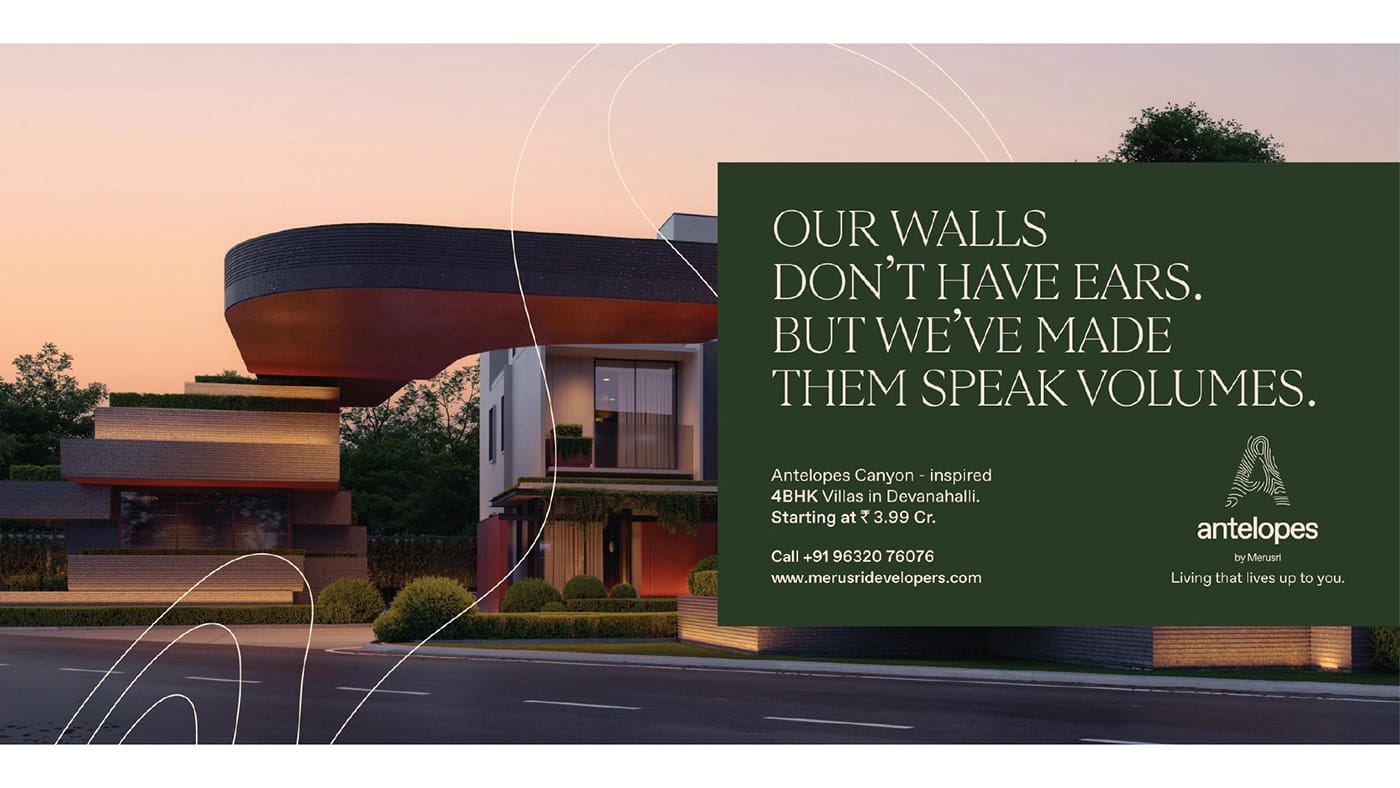 OUR WALLS
DON'T HAVE EARS.
BUT WE'VE MADE
THEM SPEAK VOLUMES.
Antelopes Canyon - inspired
4BHK Villas in Devanahalli.
Starting at ₹ 3.99 Cr.
Call +91 96320 76076
www.merusridevelopers.com
antelopes
by Merusri
Living that lives up to you.